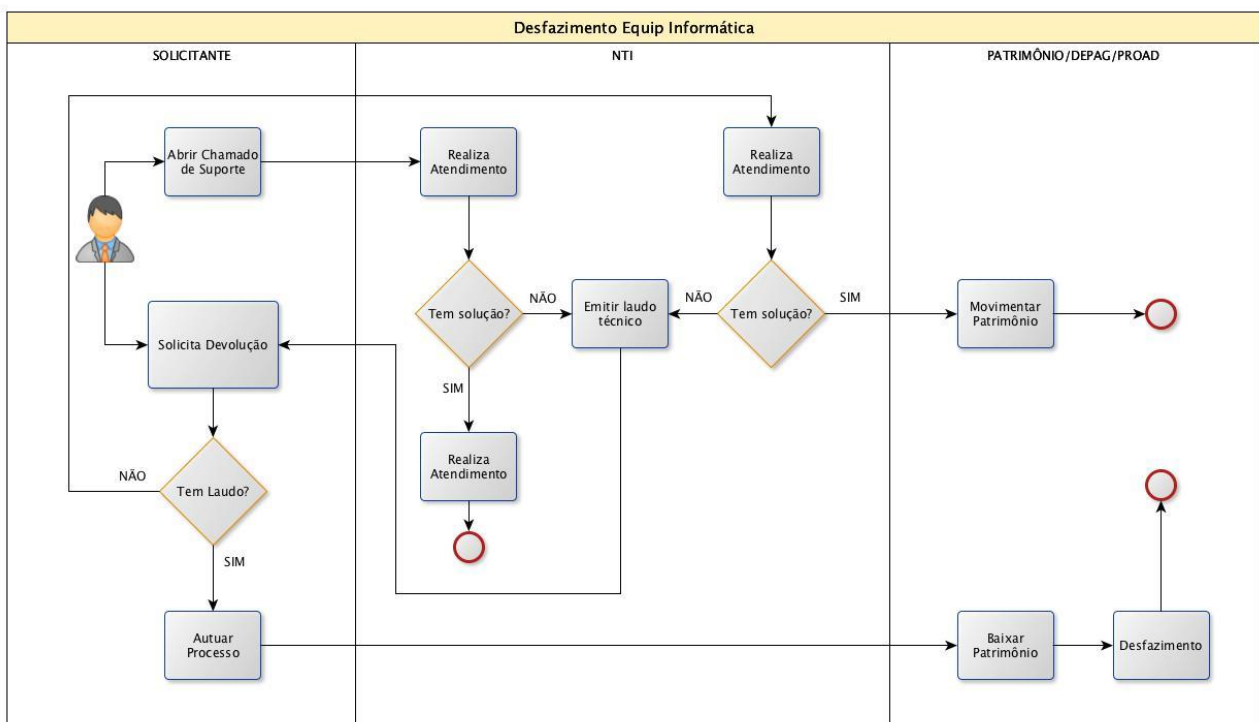 Desfazimento Equip Informática
SOLICITANTE
NTI
PATRIMÔNIO/DEPAG/PROAD
Abrir Chamado
de Suporte
Realiza
Atendimento
Realiza
Atendimento
Solicita Devolução
Tem solução?
NÃO
Emitir laudo
técnico
NÃO
Tem solução?
SIM
Movimentar
Patrimônio
SIM
Realiza
Atendimento
NÃO
Tem Laudo?
SIM
Autuar
Processo
Baixar
Patrimônio
Desfazimento